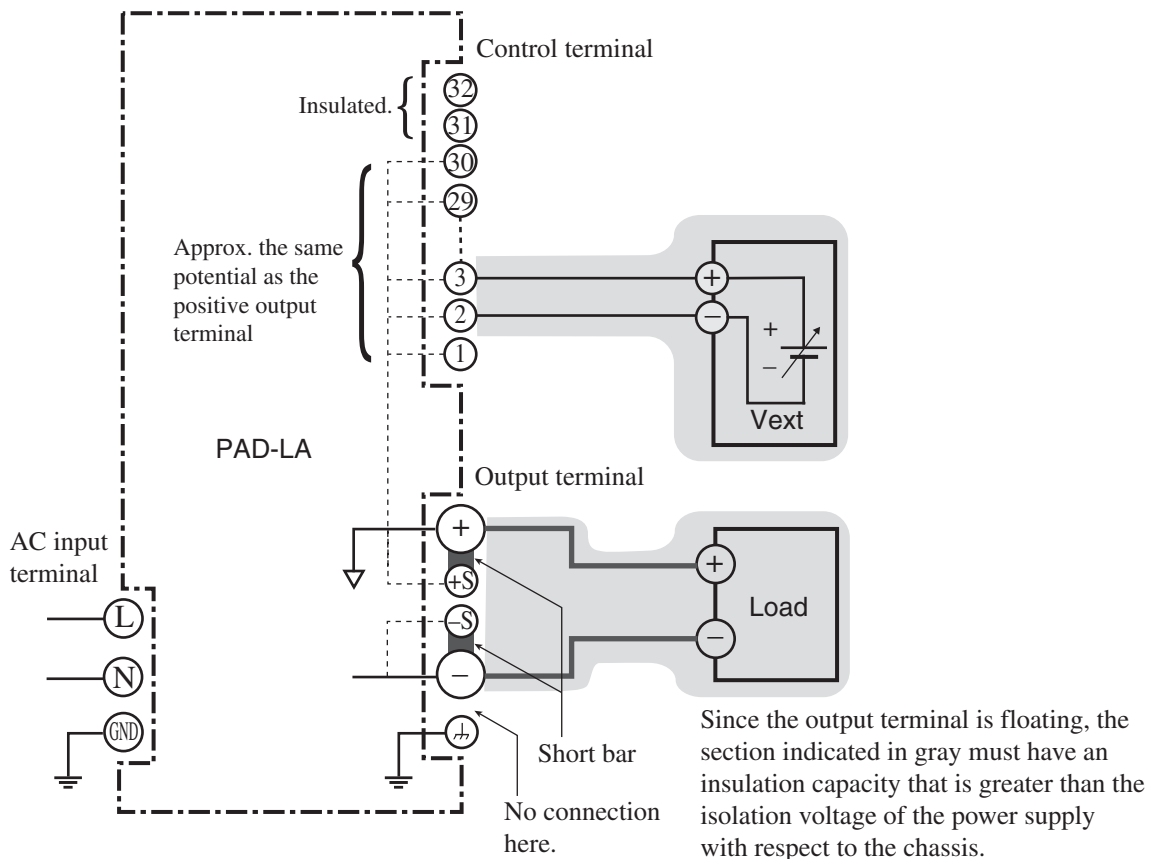 Control terminal
32
Insulated.
31
30
29
Approx. the same
potential as the
positive output
terminal
3
2
1
+
−
+
−
Vext
PAD-LA
Output terminal
+
+S
−S
−
AC input
terminal
L
N
GND
+
−
Load
Short bar
No connection
here.
Since the output terminal is floating, the
section indicated in gray must have an
insulation capacity that is greater than the
isolation voltage of the power supply
with respect to the chassis.